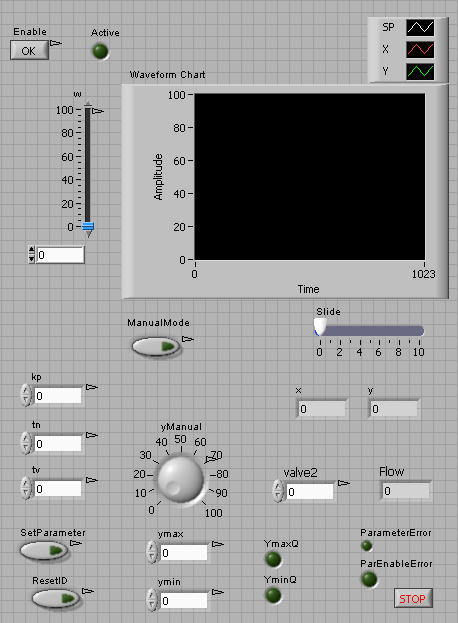 Enable
Active
OK
SP
X
Y
Waveform Chart
w
100
80
60
40
20
0
0
Amplitude
100
80
60
40
20
0
0
1023
Time
ManualMode
Slide
0 2 4 6 8 10
kp
0
x
y
0
0
tn
0
yManual
0
10
20
30
40
50
60
70
80
90
100
tv
0
valve2
0
Flow
0
SetParameter
ymax
0
YmaxQ
ParameterError
ResetID
ymin
0
YminQ
ParEnableError
STOP